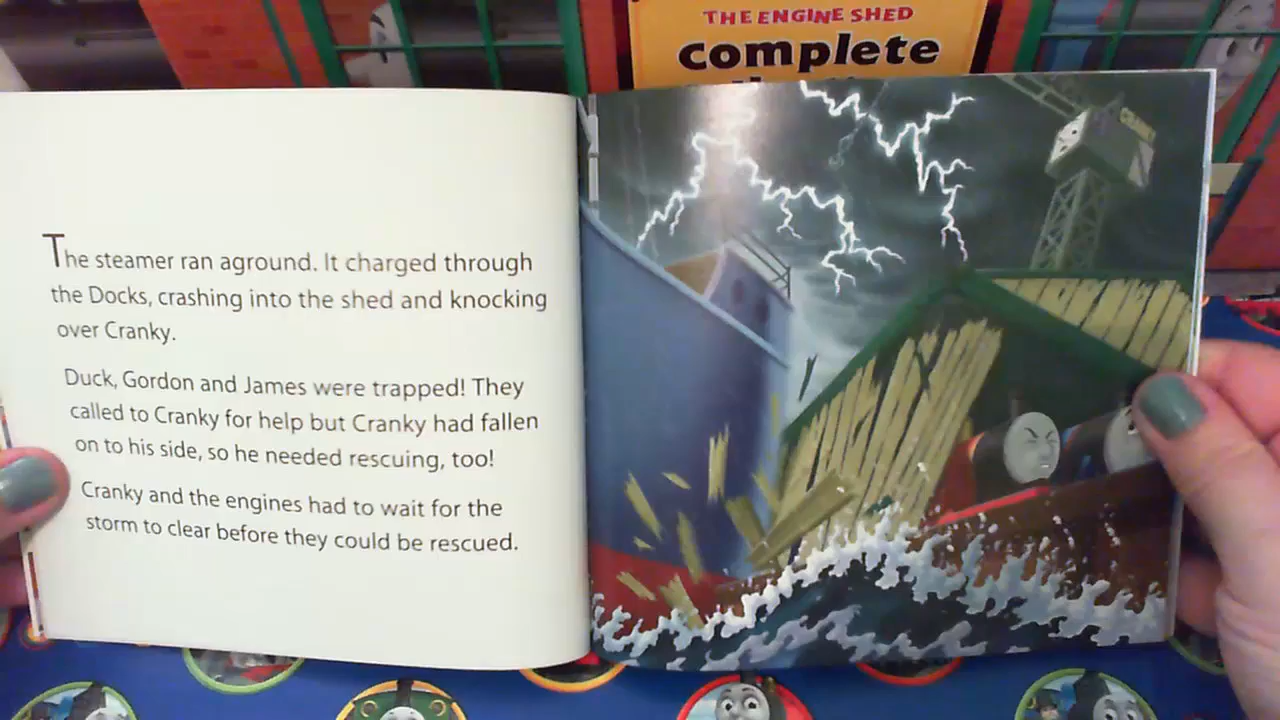 THE ENGINE SHED
complete
CRANKY
The steamer ran aground. It charged through
the Docks, crashing into the shed and knocking
over Cranky.
Duck, Gordon and James were trapped! They
called to Cranky for help but Cranky had fallen
on to his side, so he needed rescuing, too!
Cranky and the engines had to wait for the
storm to clear before they could be rescued.